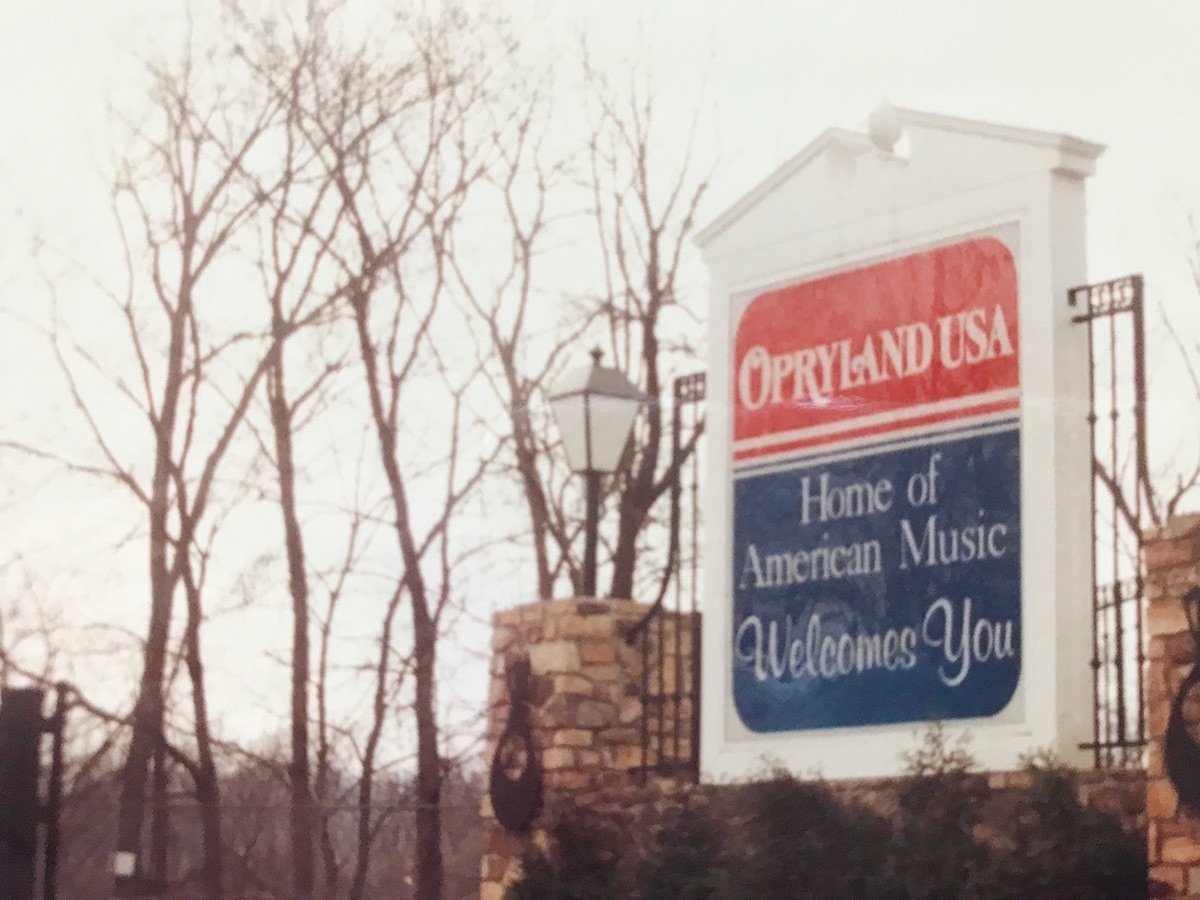 OPRYLAND USA
Home of
American Music
Welcomes You